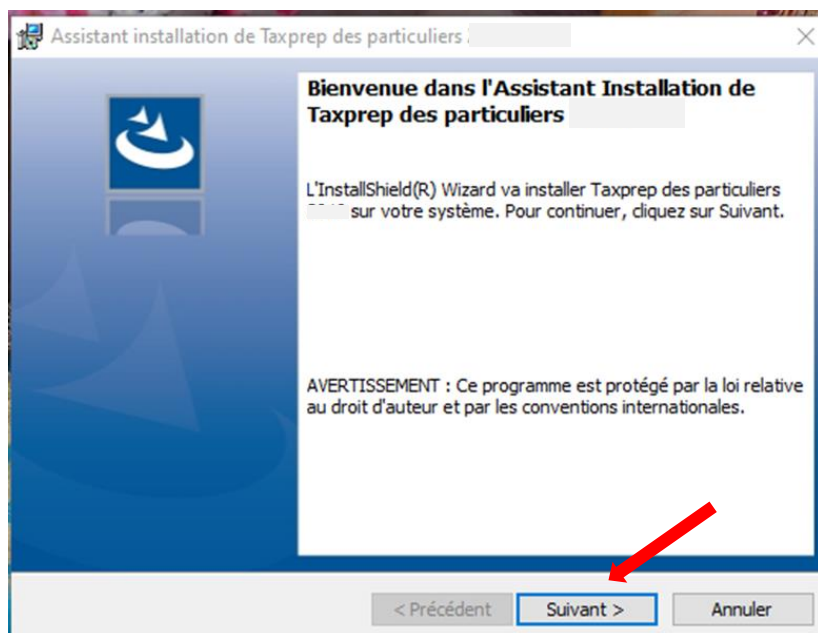 Assistant installation de Taxprep des particuliers
Bienvenue dans l'Assistant Installation de
Taxprep des particuliers
L'InstallShield(R) Wizard va installer Taxprep des particuliers
sur votre système. Pour continuer, cliquez sur Suivant.
AVERTISSEMENT : Ce programme est protégé par la loi relative
au droit d'auteur et par les conventions internationales.
< Précédent
Suivant >
Annuler